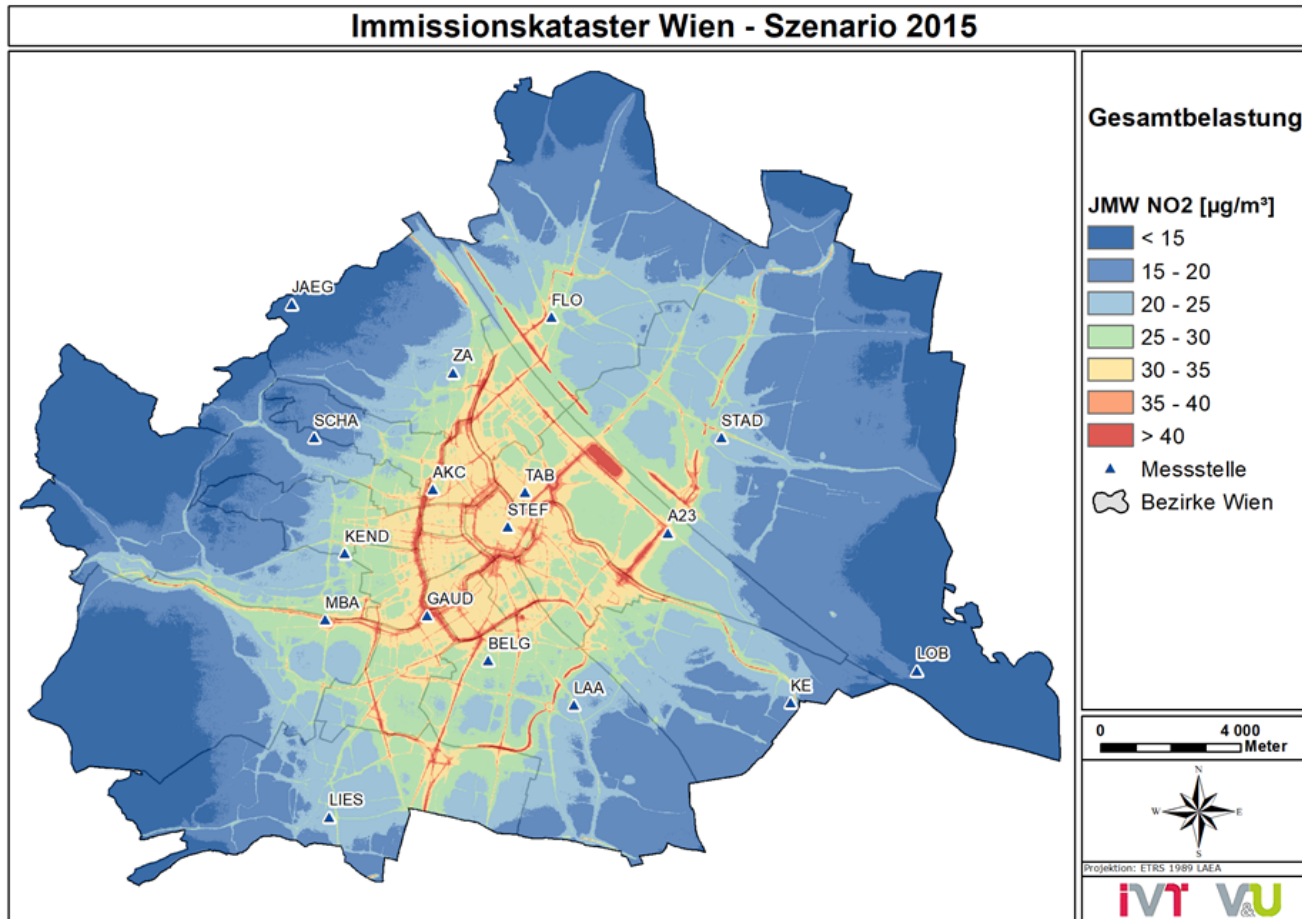 Immissionskataster Wien - Szenario 2015
JAEG
FLO
ZA
SCHA
STAD
AKC
TAB
STEF
A23
KEND
MBA
GAUD
BELG
LOB
LAA
KE
LIES
Gesamtbelastung
JMW NO2 [µg/m³]
< 15
15 - 20
20 - 25
25 - 30
30 - 35
35 - 40
> 40
Messstelle
Bezirke Wien
0 4 000
Meter
N
W E
S
Projektion: ETRS 1989 LAEA
iVT V&U